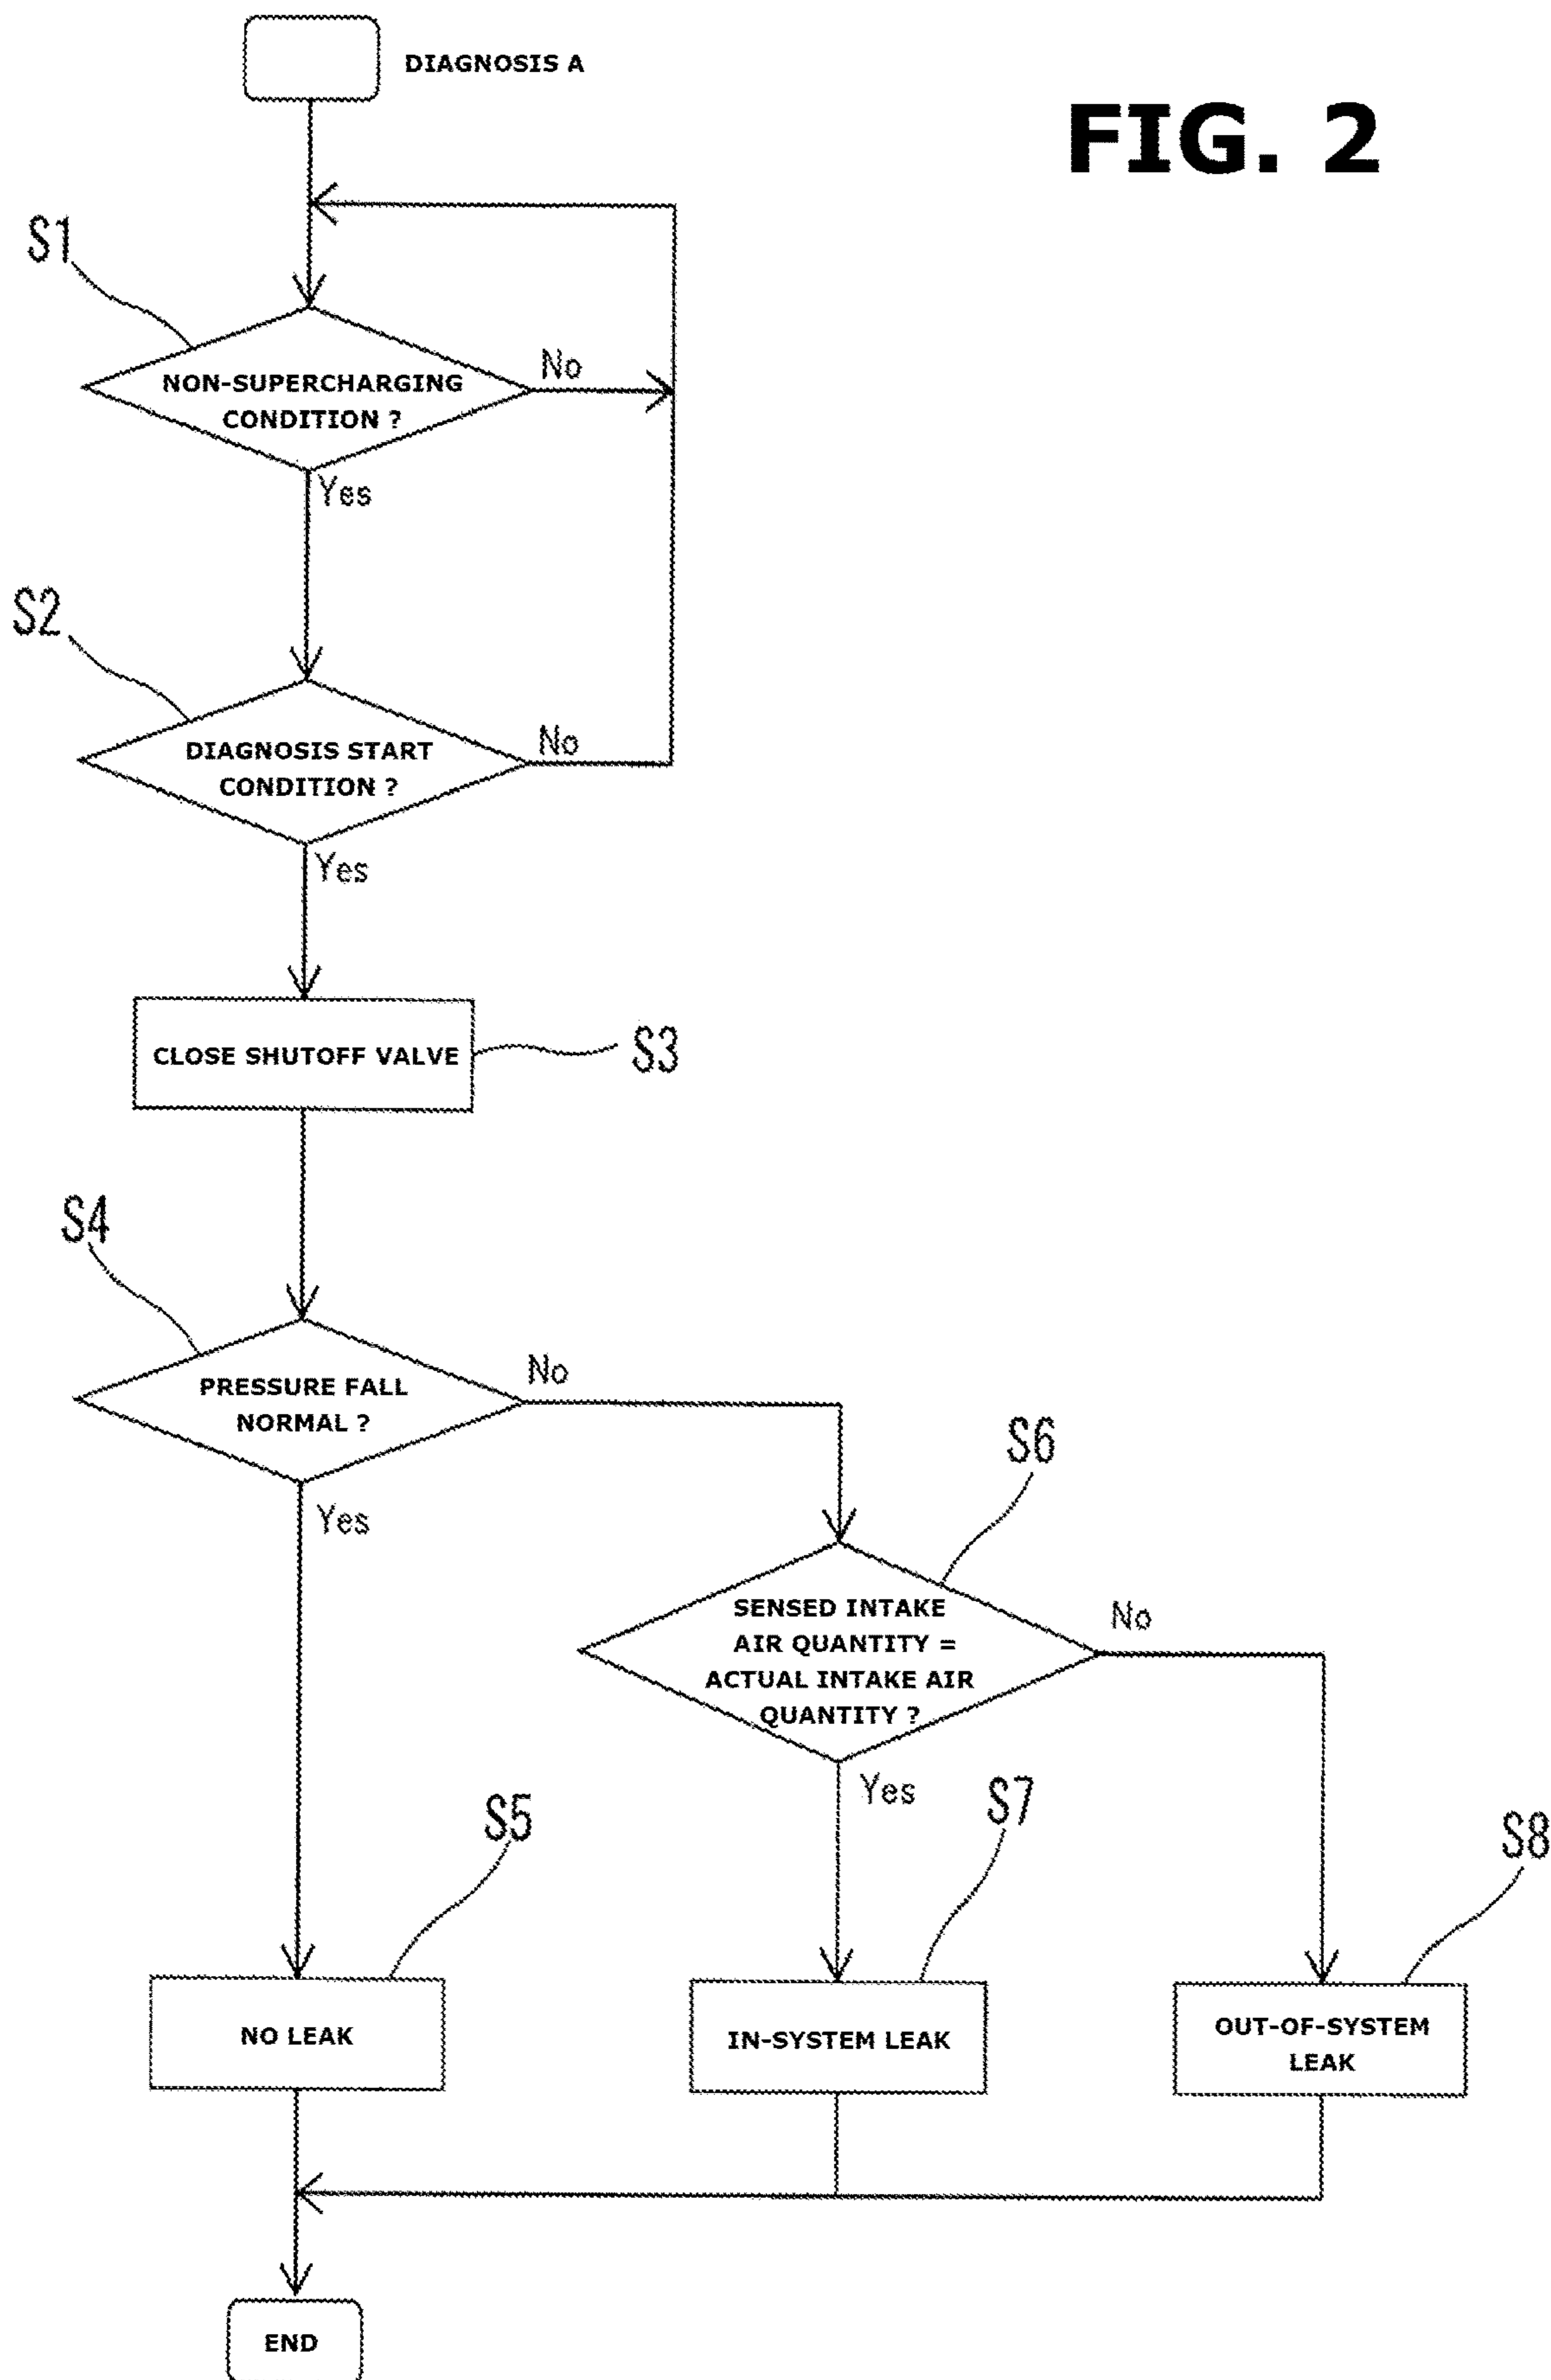 DIAGNOSIS A
FIG. 2
S1
NON-SUPERCHARGING
CONDITION ?
No
Yes
S2
DIAGNOSIS START
CONDITION ?
No
Yes
CLOSE SHUTOFF VALVE
S3
S4
PRESSURE FALL
NORMAL ?
No
Yes
S6
SENSED INTAKE
AIR QUANTITY =
ACTUAL INTAKE AIR
QUANTITY ?
No
Yes
S5
S7
S8
NO LEAK
IN-SYSTEM LEAK
OUT-OF-SYSTEM
LEAK
END